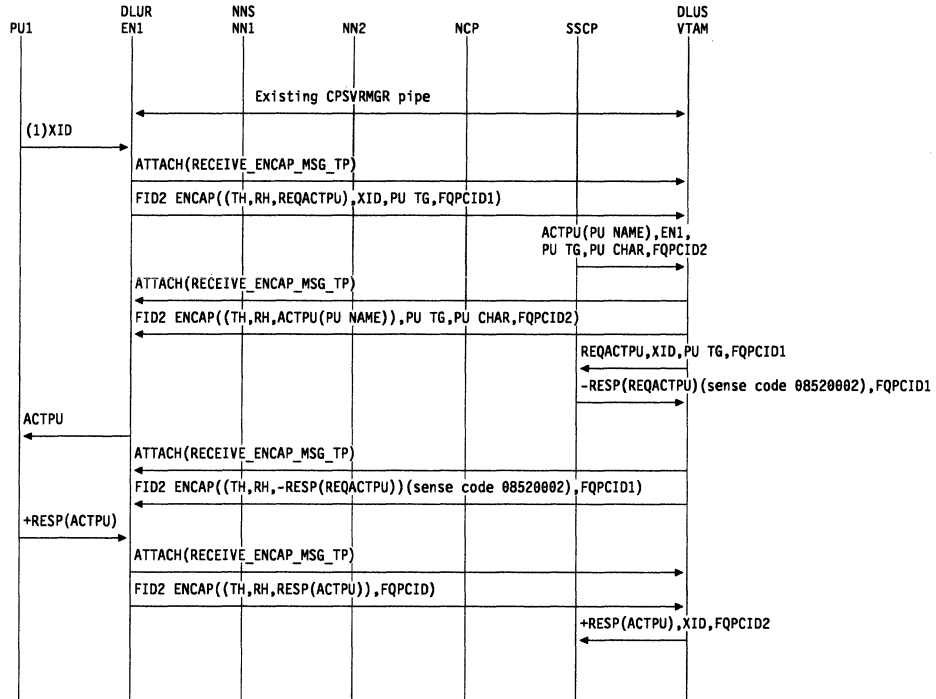 DLUR NNS DLUS
PU1 EN1 NN1 NN2 NCP SSCP VTAM
Existing CPSVRMGR pipe
(1)XID
ATTACH(RECEIVE_ENCAP_MSG_TP)
FID2 ENCAP((TH,RH,REQACTPU),XID,PU TG,FQPCID1)
ACTPU(PU NAME),EN1,
PU TG,PU CHAR,FQPCID2
ATTACH(RECEIVE_ENCAP_MSG_TP)
FID2 ENCAP((TH,RH,ACTPU(PU NAME)),PU TG,PU CHAR,FQPCID2)
REQACTPU,XID,PU TG,FQPCID1
-RESP(REQACTPU)(sense code 08520002),FQPCID1
ACTPU
ATTACH(RECEIVE_ENCAP_MSG_TP)
FID2 ENCAP((TH,RH,-RESP(REQACTPU))(sense code 08520002),FQPCID1)
+RESP(ACTPU)
ATTACH(RECEIVE_ENCAP_MSG_TP)
FID2 ENCAP((TH,RH,RESP(ACTPU)),FQPCID)
+RESP(ACTPU),XID,FQPCID2